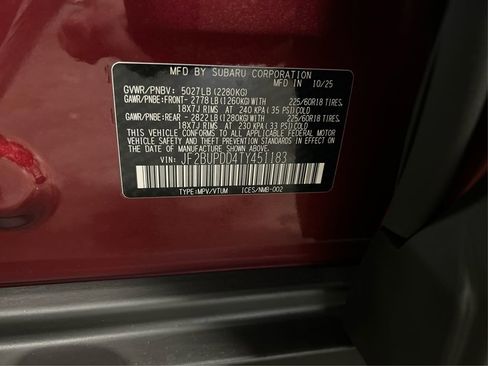 MFD BY SUBARU CORPORATION
MFD IN 10/25
GVWR/PNBV: 5027LB(2280KG)
GAWR/PNBE:FRONT- 2778LB(1260KG)WITH 225/60R18 TIRES,
18X7J RIMS, AT 240 KPA(35 PSI)COLD
GAWR/PNBE:REAR - 2822LB(1280KG)WITH 225/60R18 TIRES,
18X7J RIMS, AT 230 KPA(33 PSI)COLD
THIS VEHICLE CONFORMS TO ALL APPLICABLE FEDERAL MOTOR
VEHICLE SAFETY AND THEFT PREVENTION STANDARDS IN EFFECT
ON THE DATE OF MANUFACTURE SHOWN ABOVE.
VIN: JF2BUPDD4TY451183
TYPE:MPV/VTUM ICES/NMB-002